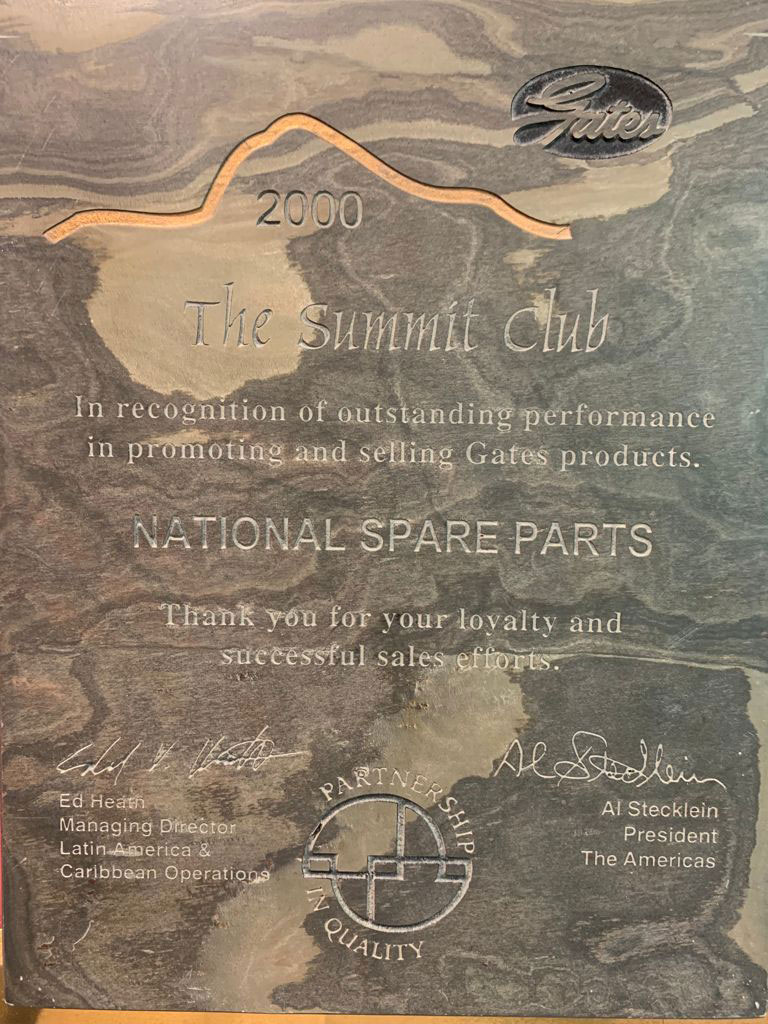 Gates
2000
The Summit Club
In recognition of outstanding performance
in promoting and selling Gates products.
NATIONAL SPARE PARTS
Thank you for your loyalty and
successful sales efforts.
Ed Heath
Managing Director
Latin America &
Caribbean Operations
Al Stecklein
Al Stecklein
President
The Americas
PARTNERSHIP
IN QUALITY